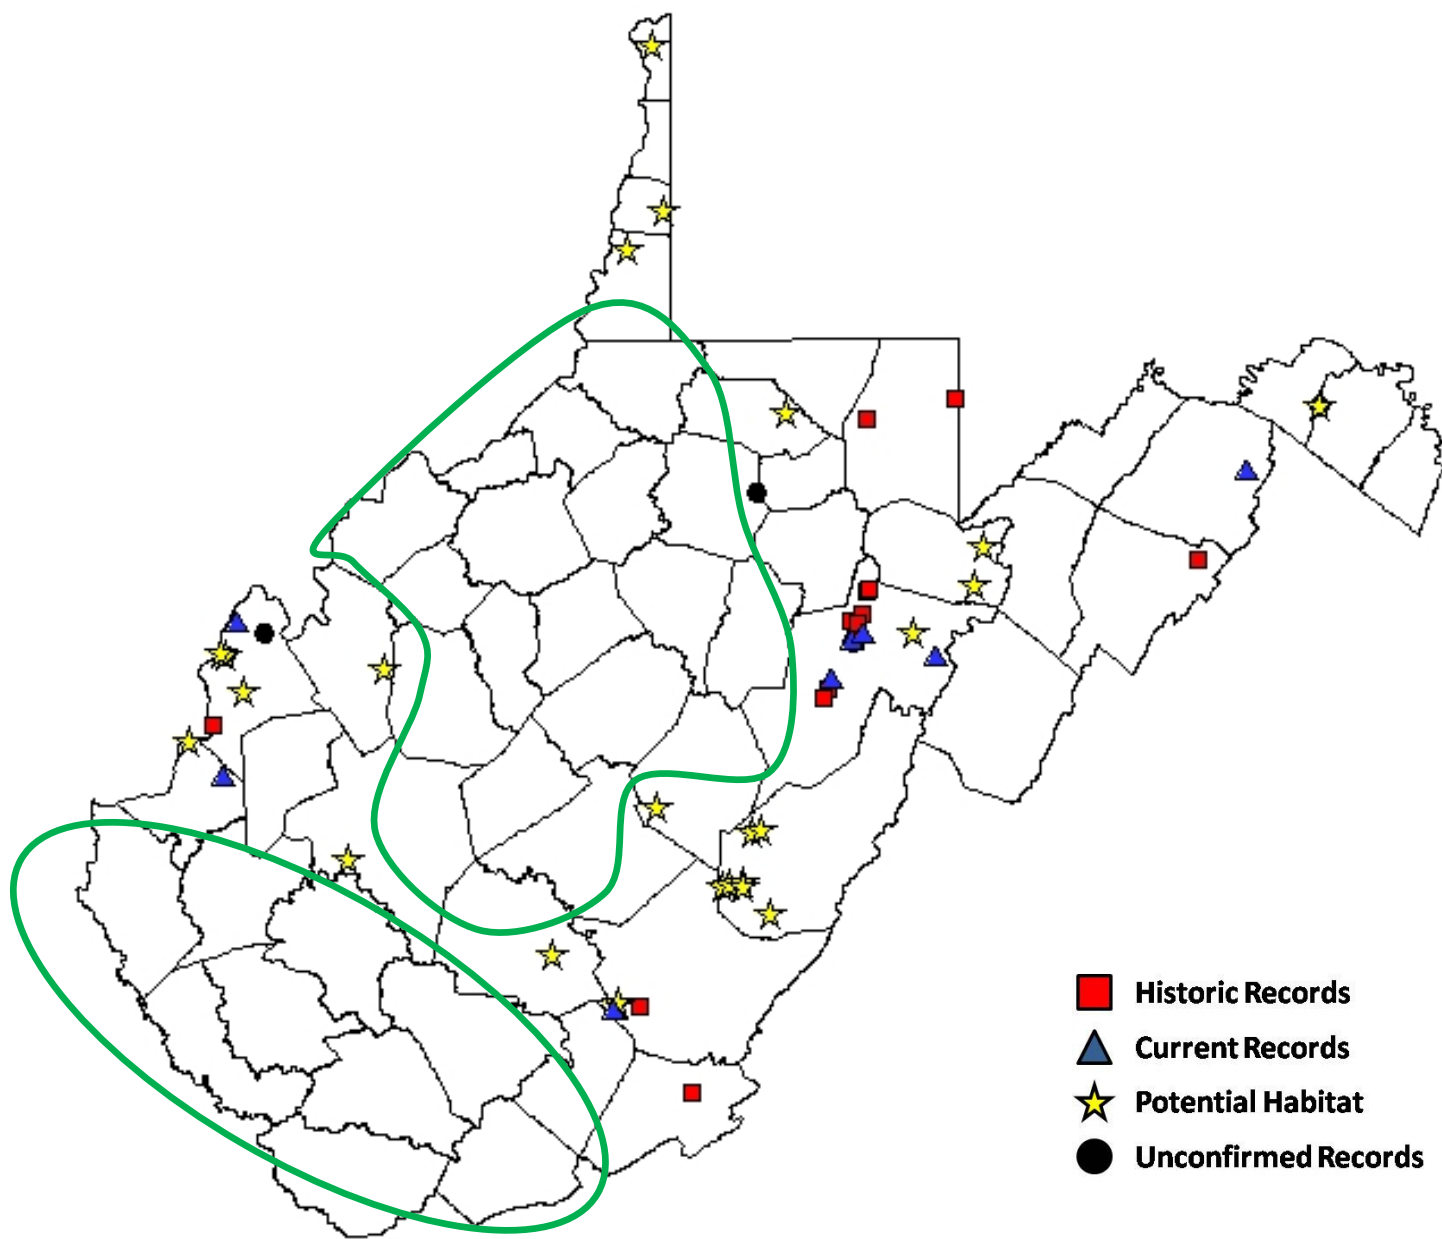 Historic Records
Current Records
Potential Habitat
Unconfirmed Records